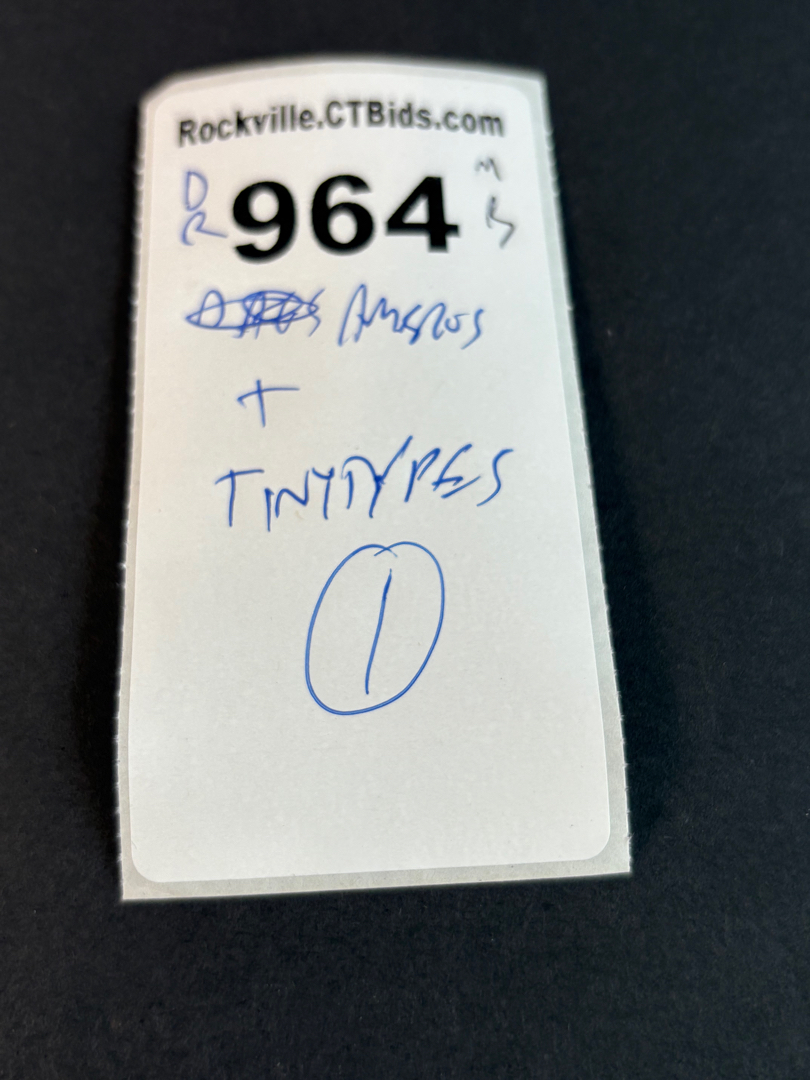 Rockville.CTBids.com
D 964 M
R B
AMBROS
+
TINTYPES
1